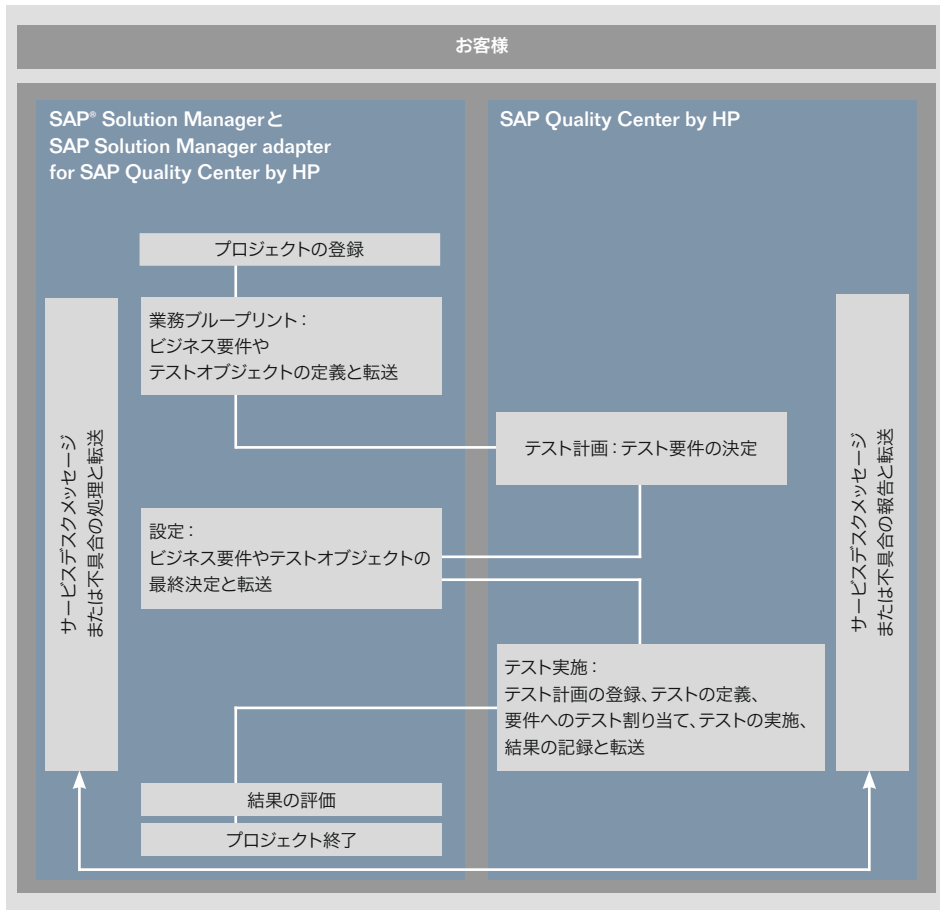 お客様
SAP® Solution Managerと
SAP Solution Manager adapter
for SAP Quality Center by HP
SAP Quality Center by HP
プロジェクトの登録
業務ブループリント：
ビジネス要件や
テストオブジェクトの定義と転送
テスト計画：テスト要件の決定
サービスデスクメッセージ
または不具合の処理と転送
サービスデスクメッセージ
または不具合の報告と転送
設定：
ビジネス要件やテストオブジェクトの
最終決定と転送
テスト実施：
テスト計画の登録、テストの定義、
要件へのテスト割り当て、テストの実施、
結果の記録と転送
結果の評価
プロジェクト終了